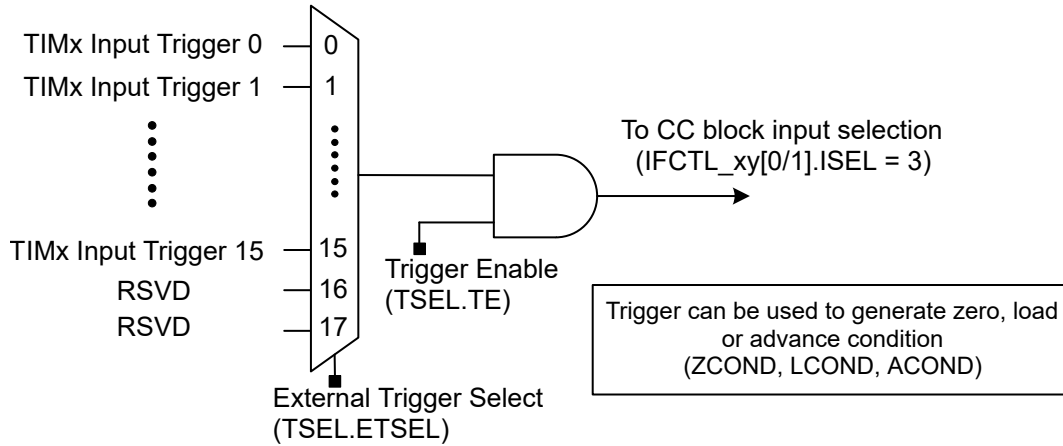 TIMx Input Trigger 0
0
TIMx Input Trigger 1
1
To CC block input selection
(IFCTL_xy[0/1].ISEL = 3)
TIMx Input Trigger 15
15
RSVD
16
RSVD
17
Trigger Enable
(TSEL.TE)
Trigger can be used to generate zero, load
or advance condition
(ZCOND, LCOND, ACOND)
External Trigger Select
(TSEL.ETSEL)